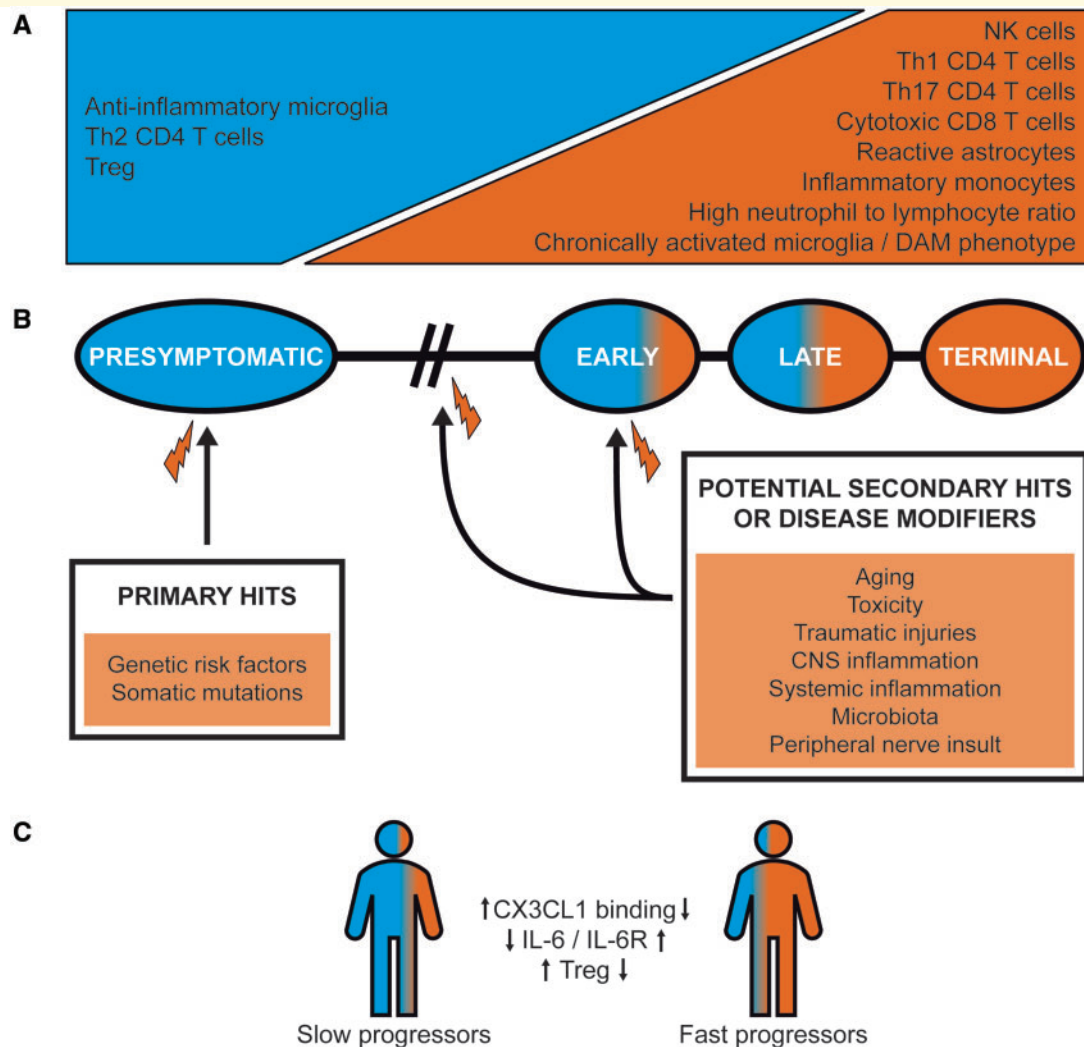 A
Anti-inflammatory microglia
Th2 CD4 T cells
Treg
NK cells
Th1 CD4 T cells
Th17 CD4 T cells
Cytotoxic CD8 T cells
Reactive astrocytes
Inflammatory monocytes
High neutrophil to lymphocyte ratio
Chronically activated microglia / DAM phenotype
B
PRESYMPTOMATIC
EARLY
LATE
TERMINAL
PRIMARY HITS
Genetic risk factors
Somatic mutations
POTENTIAL SECONDARY HITS
OR DISEASE MODIFIERS
Aging
Toxicity
Traumatic injuries
CNS inflammation
Systemic inflammation
Microbiota
Peripheral nerve insult
C
↑CX3CL1 binding↓
↓ IL-6 / IL-6R ↑
↑ Treg ↓
Slow progressors
Fast progressors